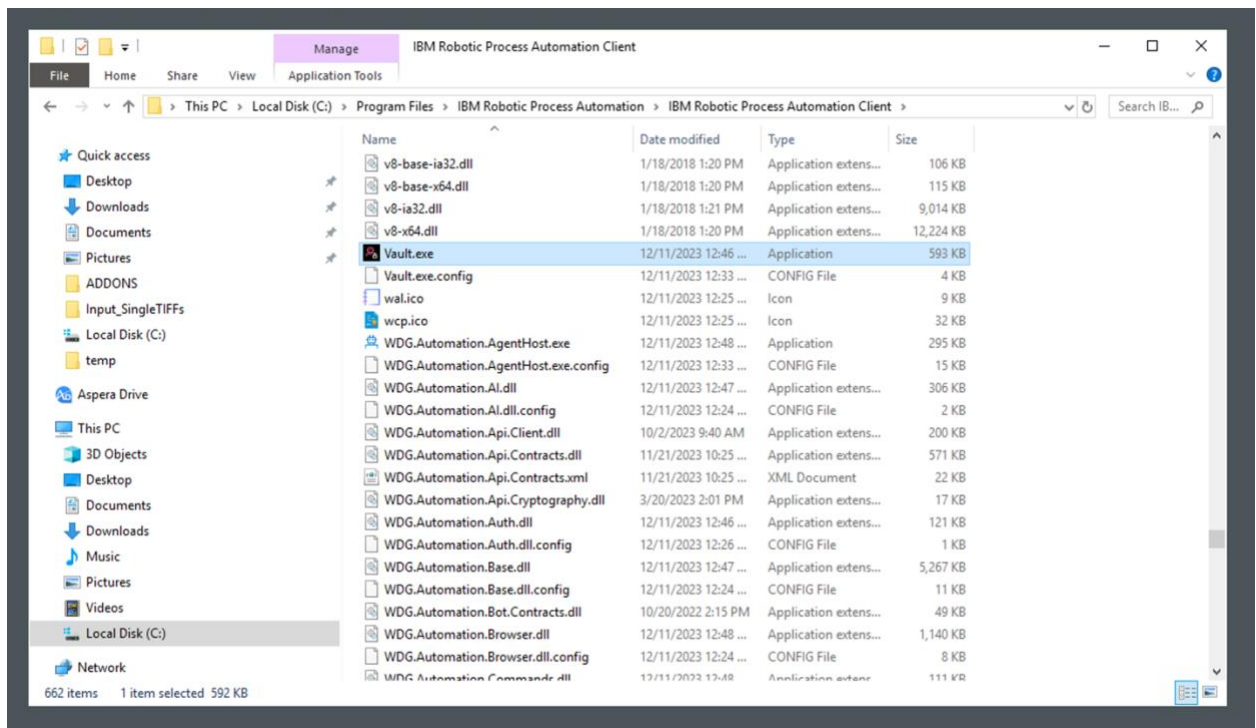 Manage
IBM Robotic Process Automation Client
File Home Share View Application Tools
This PC > Local Disk (C:) > Program Files > IBM Robotic Process Automation > IBM Robotic Process Automation Client >
Search IB...
Quick access
Desktop
Downloads
Documents
Pictures
ADDONS
Input_SingleTIFFs
Local Disk (C:)
temp
Aspera Drive
This PC
3D Objects
Desktop
Documents
Downloads
Music
Pictures
Videos
Local Disk (C:)
Network
Name Date modified Type Size
v8-base-ia32.dll 1/18/2018 1:20 PM Application extens... 106 KB
v8-base-x64.dll 1/18/2018 1:20 PM Application extens... 115 KB
v8-ia32.dll 1/18/2018 1:21 PM Application extens... 9,014 KB
v8-x64.dll 1/18/2018 1:20 PM Application extens... 12,224 KB
Vault.exe 12/11/2023 12:46 ... Application 593 KB
Vault.exe.config 12/11/2023 12:33 ... CONFIG File 4 KB
wal.ico 12/11/2023 12:25 ... Icon 9 KB
wcp.ico 12/11/2023 12:25 ... Icon 32 KB
WDG.Automation.AgentHost.exe 12/11/2023 12:48 ... Application 295 KB
WDG.Automation.AgentHost.exe.config 12/11/2023 12:33 ... CONFIG File 15 KB
WDG.Automation.AI.dll 12/11/2023 12:47 ... Application extens... 306 KB
WDG.Automation.AI.dll.config 12/11/2023 12:24 ... CONFIG File 2 KB
WDG.Automation.Api.Client.dll 10/2/2023 9:40 AM Application extens... 200 KB
WDG.Automation.Api.Contracts.dll 11/21/2023 10:25 ... Application extens... 571 KB
WDG.Automation.Api.Contracts.xml 11/21/2023 10:25 ... XML Document 22 KB
WDG.Automation.Api.Cryptography.dll 3/20/2023 2:01 PM Application extens... 17 KB
WDG.Automation.Auth.dll 12/11/2023 12:46 ... Application extens... 121 KB
WDG.Automation.Auth.dll.config 12/11/2023 12:26 ... CONFIG File 1 KB
WDG.Automation.Base.dll 12/11/2023 12:47 ... Application extens... 5,267 KB
WDG.Automation.Base.dll.config 12/11/2023 12:24 ... CONFIG File 11 KB
WDG.Automation.Bot.Contracts.dll 10/20/2022 2:15 PM Application extens... 49 KB
WDG.Automation.Browser.dll 12/11/2023 12:48 ... Application extens... 1,140 KB
WDG.Automation.Browser.dll.config 12/11/2023 12:24 ... CONFIG File 8 KB
WDG.Automation.Commands.dll 12/11/2023 12:48 Application extens 111 KB
662 items 1 item selected 592 KB